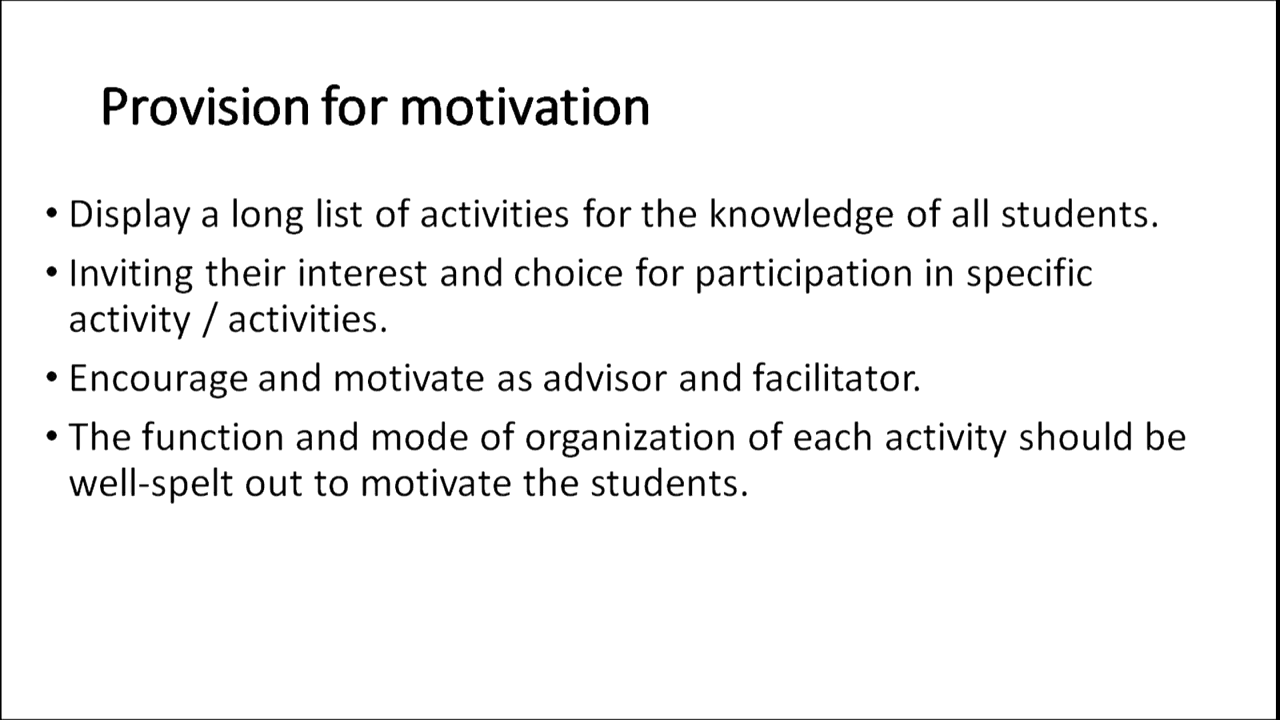 Provision for motivation
• Display a long list of activities for the knowledge of all students.
• Inviting their interest and choice for participation in specific
activity / activities.
• Encourage and motivate as advisor and facilitator.
• The function and mode of organization of each activity should be
well-spelt out to motivate the students.